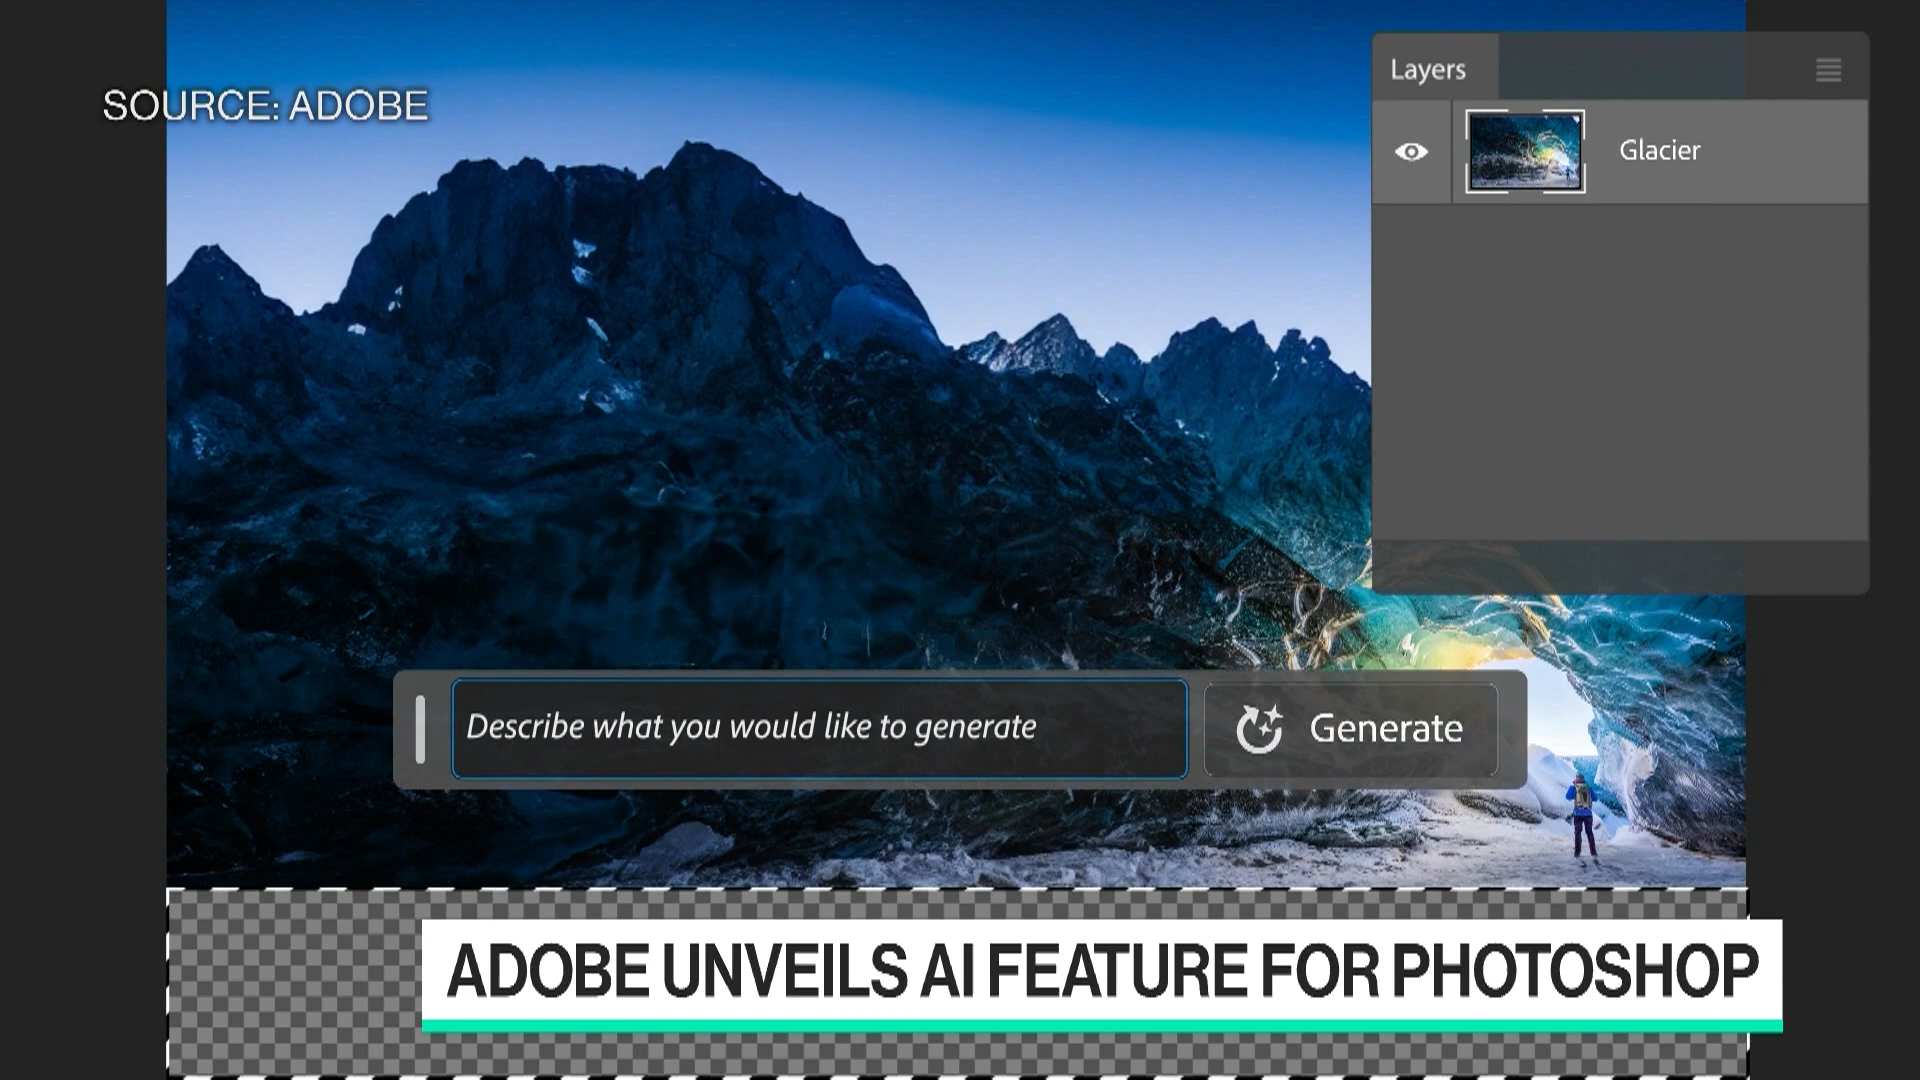 SOURCE: ADOBE
Layers
Glacier
Describe what you would like to generate
Generate
ADOBE UNVEILS AI FEATURE FOR PHOTOSHOP